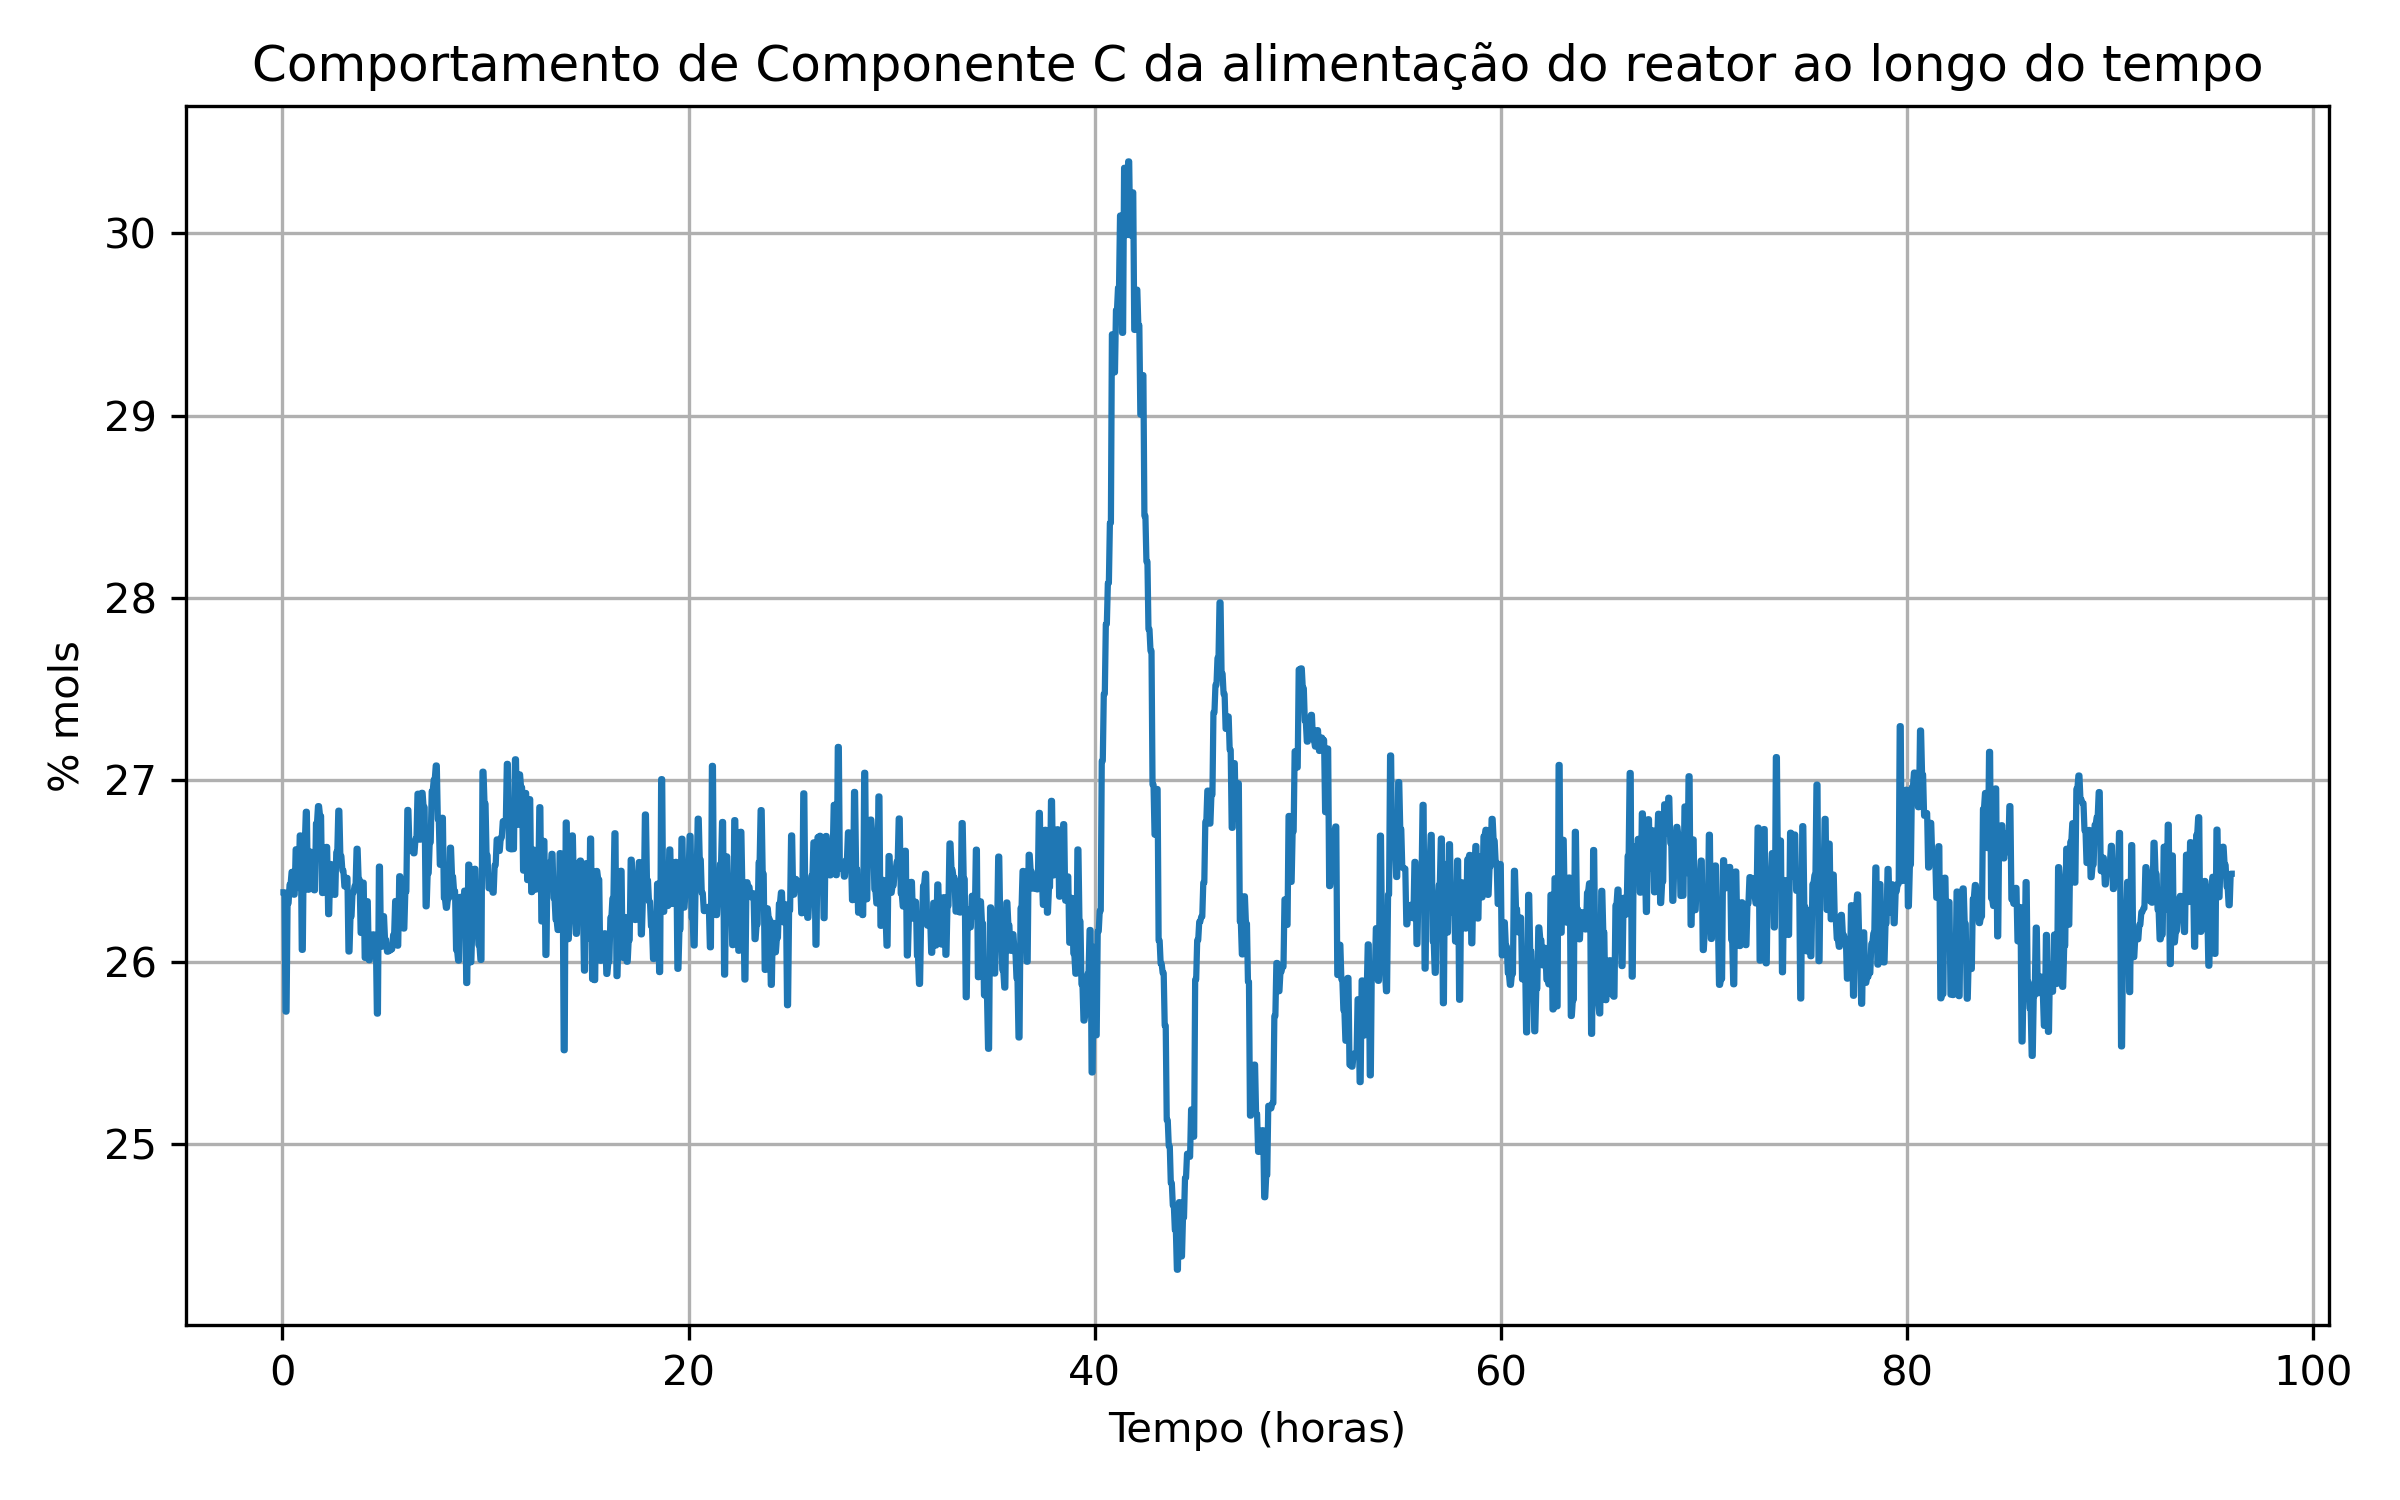 Comportamento de Componente C da alimentação do reator ao longo do tempo
% mols
30
29
28
27
26
25
0 20 40 60 80 100
Tempo (horas)